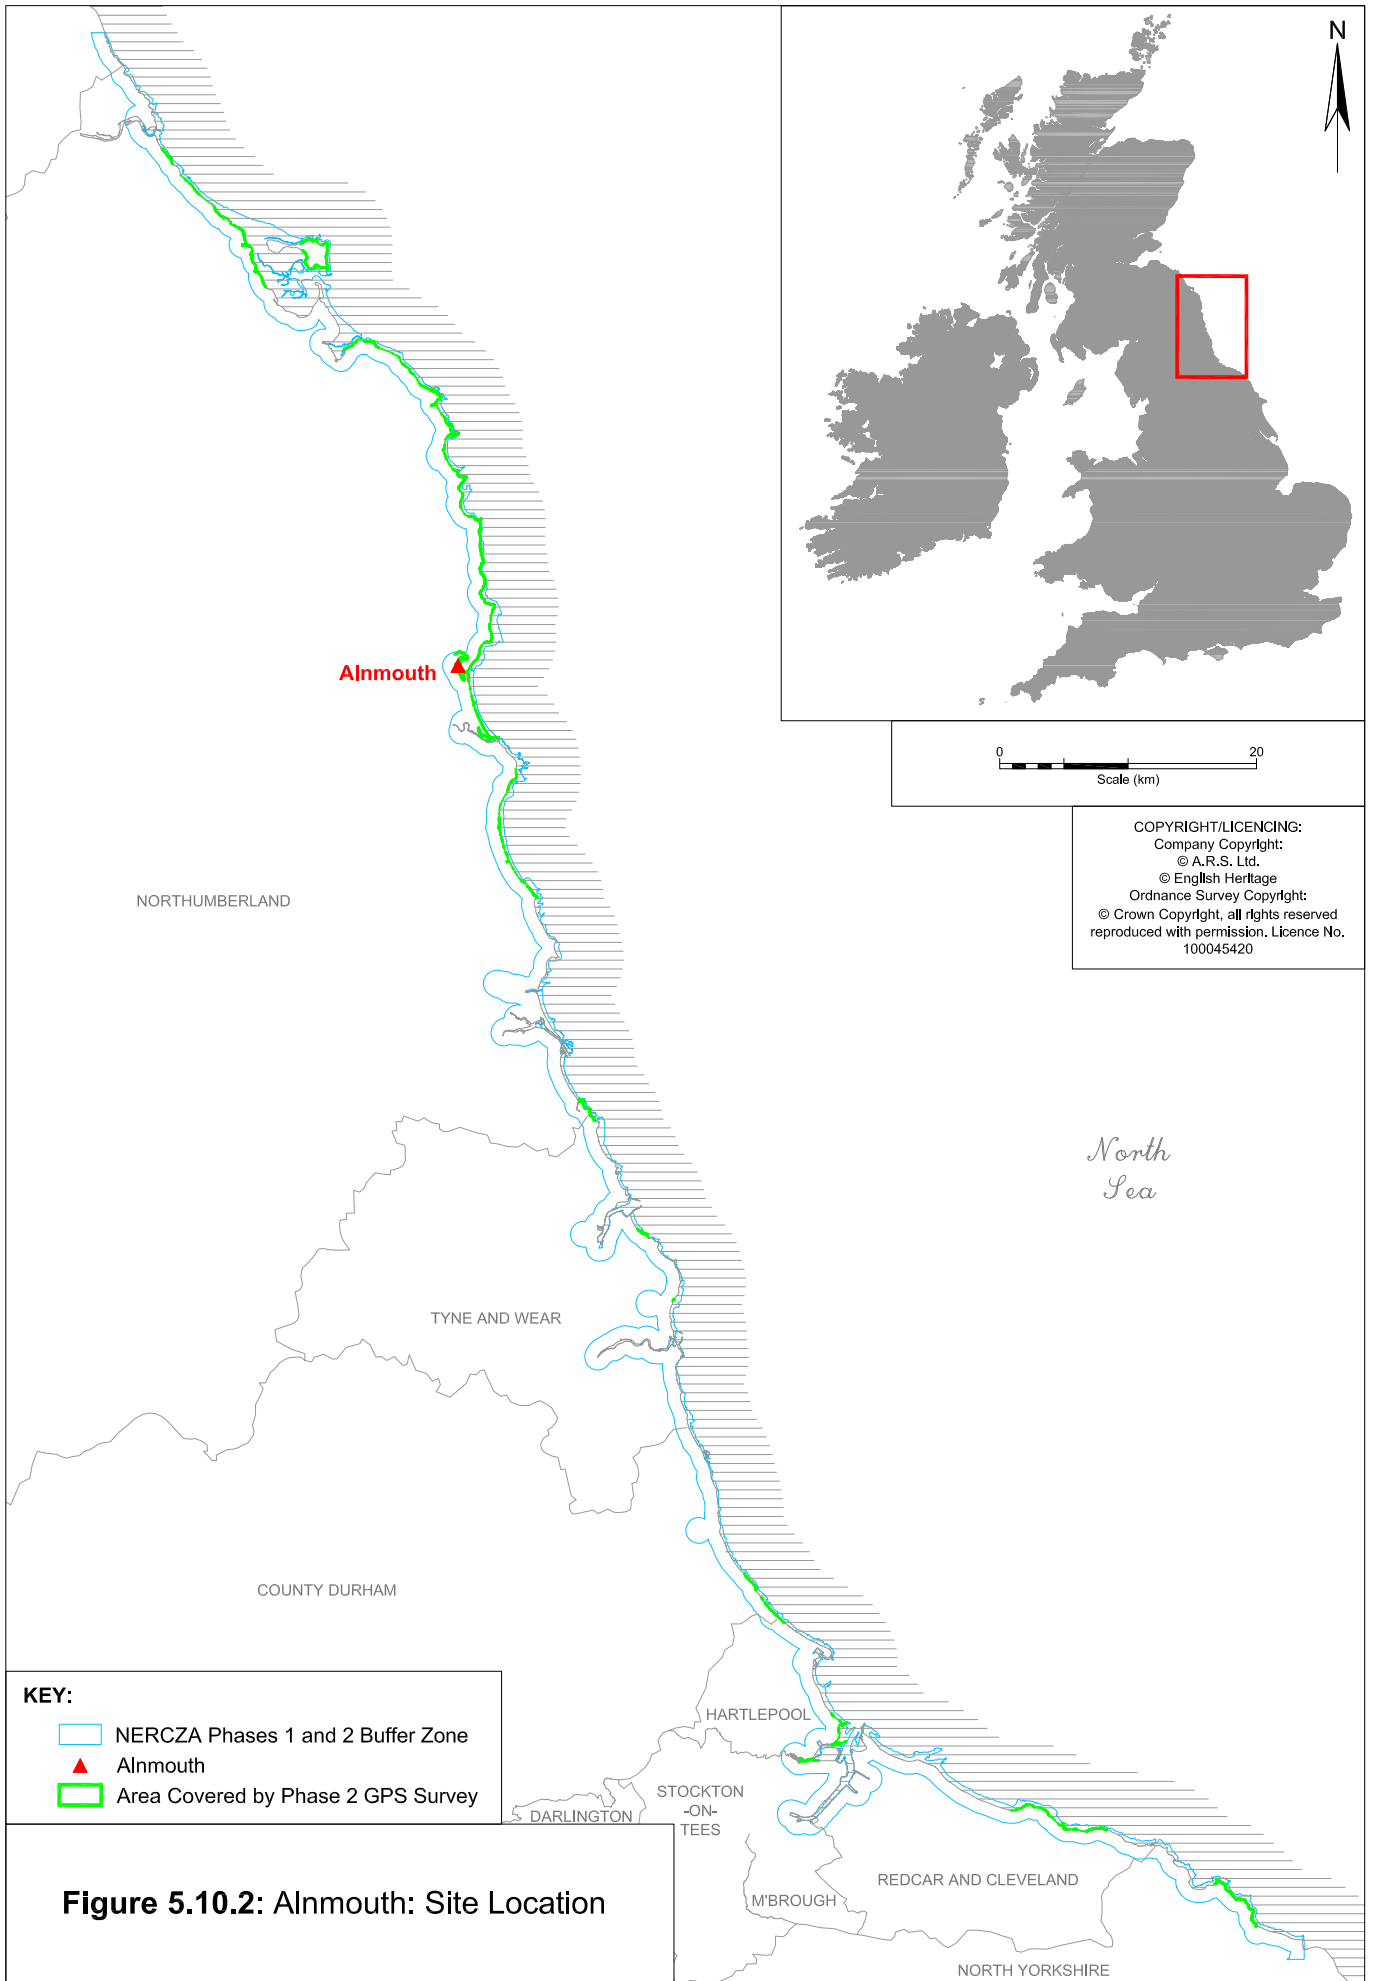 N
0 20
Scale (km)
COPYRIGHT/LICENCING:
Company Copyright:
© A.R.S. Ltd.
© English Heritage
Ordnance Survey Copyright:
© Crown Copyright, all rights reserved
reproduced with permission. Licence No.
100045420
Alnmouth
NORTHUMBERLAND
North
Sea
TYNE AND WEAR
COUNTY DURHAM
HARTLEPOOL
STOCKTON
-ON-
TEES
DARLINGTON
M'BROUGH
REDCAR AND CLEVELAND
NORTH YORKSHIRE
KEY:
NERCZA Phases 1 and 2 Buffer Zone
Alnmouth
Area Covered by Phase 2 GPS Survey
Figure 5.10.2: Alnmouth: Site Location